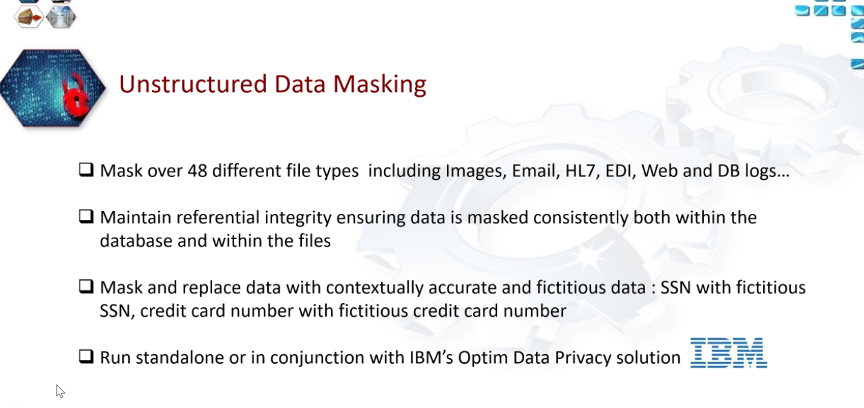 Unstructured Data Masking
❑ Mask over 48 different file types including Images, Email, HL7, EDI, Web and DB logs...
❑ Maintain referential integrity ensuring data is masked consistently both within the
database and within the files
❑ Mask and replace data with contextually accurate and fictitious data : SSN with fictitious
SSN, credit card number with fictitious credit card number
❑ Run standalone or in conjunction with IBM's Optim Data Privacy solution IBM